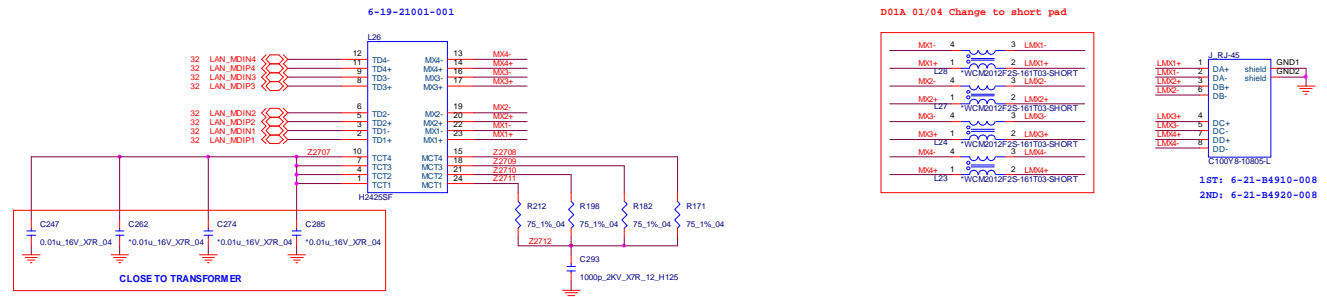 6-19-21001-001
D01A 01/04 Change to short pad
L26
32 LAN_MDIN4 12 TD4- MX4- 13 MX4-
32 LAN_MDIP4 11 TD4+ MX4+ 14 MX4+
32 LAN_MDIN3 9 TD3- MX3- 16 MX3-
32 LAN_MDIP3 8 TD3+ MX3+ 17 MX3+
32 LAN_MDIN2 6 TD2- MX2- 19 MX2-
32 LAN_MDIP2 5 TD2+ MX2+ 20 MX2+
32 LAN_MDIN1 3 TD1- MX1- 22 MX1-
32 LAN_MDIP1 2 TD1+ MX1+ 23 MX1+
Z2707 10 TCT4 MCT4 15 Z2708
7 TCT3 MCT3 18 Z2709
4 TCT2 MCT2 21 Z2710
1 TCT1 MCT1 24 Z2711
H2425SF
C247
0.01u_16V_X7R_04
C262
*0.01u_16V_X7R_04
C274
*0.01u_16V_X7R_04
C285
*0.01u_16V_X7R_04
CLOSE TO TRANSFORMER
R212
75_1%_04
R198
75_1%_04
R182
75_1%_04
R171
75_1%_04
Z2712
C293
1000p_2KV_X7R_12_H125
MX1- 4 3 LMX1-
MX1+ 1 2 LMX1+
L28 *WCM2012F2S-161T03-SHORT
MX2- 4 3 LMX2-
MX2+ 1 2 LMX2+
L27 *WCM2012F2S-161T03-SHORT
MX3- 4 3 LMX3-
MX3+ 1 2 LMX3+
L24 *WCM2012F2S-161T03-SHORT
MX4- 4 3 LMX4-
MX4+ 1 2 LMX4+
L23 *WCM2012F2S-161T03-SHORT
J_RJ-45
LMX1+ 1 DA+ shield GND1
LMX1- 2 DA- shield GND2
LMX2+ 3 DB+
LMX2- 6 DB-
LMX3+ 4 DC+
LMX3- 5 DC-
LMX4+ 7 DD+
LMX4- 8 DD-
C100Y8-10805-L
1ST: 6-21-B4910-008
2ND: 6-21-B4920-008